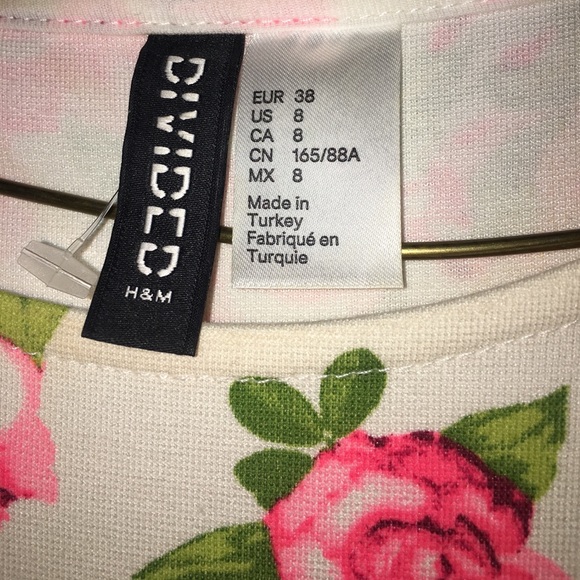 DIVIDED
H&M
EUR 38
US 8
CA 8
CN 165/88A
MX 8
Made in
Turkey
Fabriqué en
Turquie